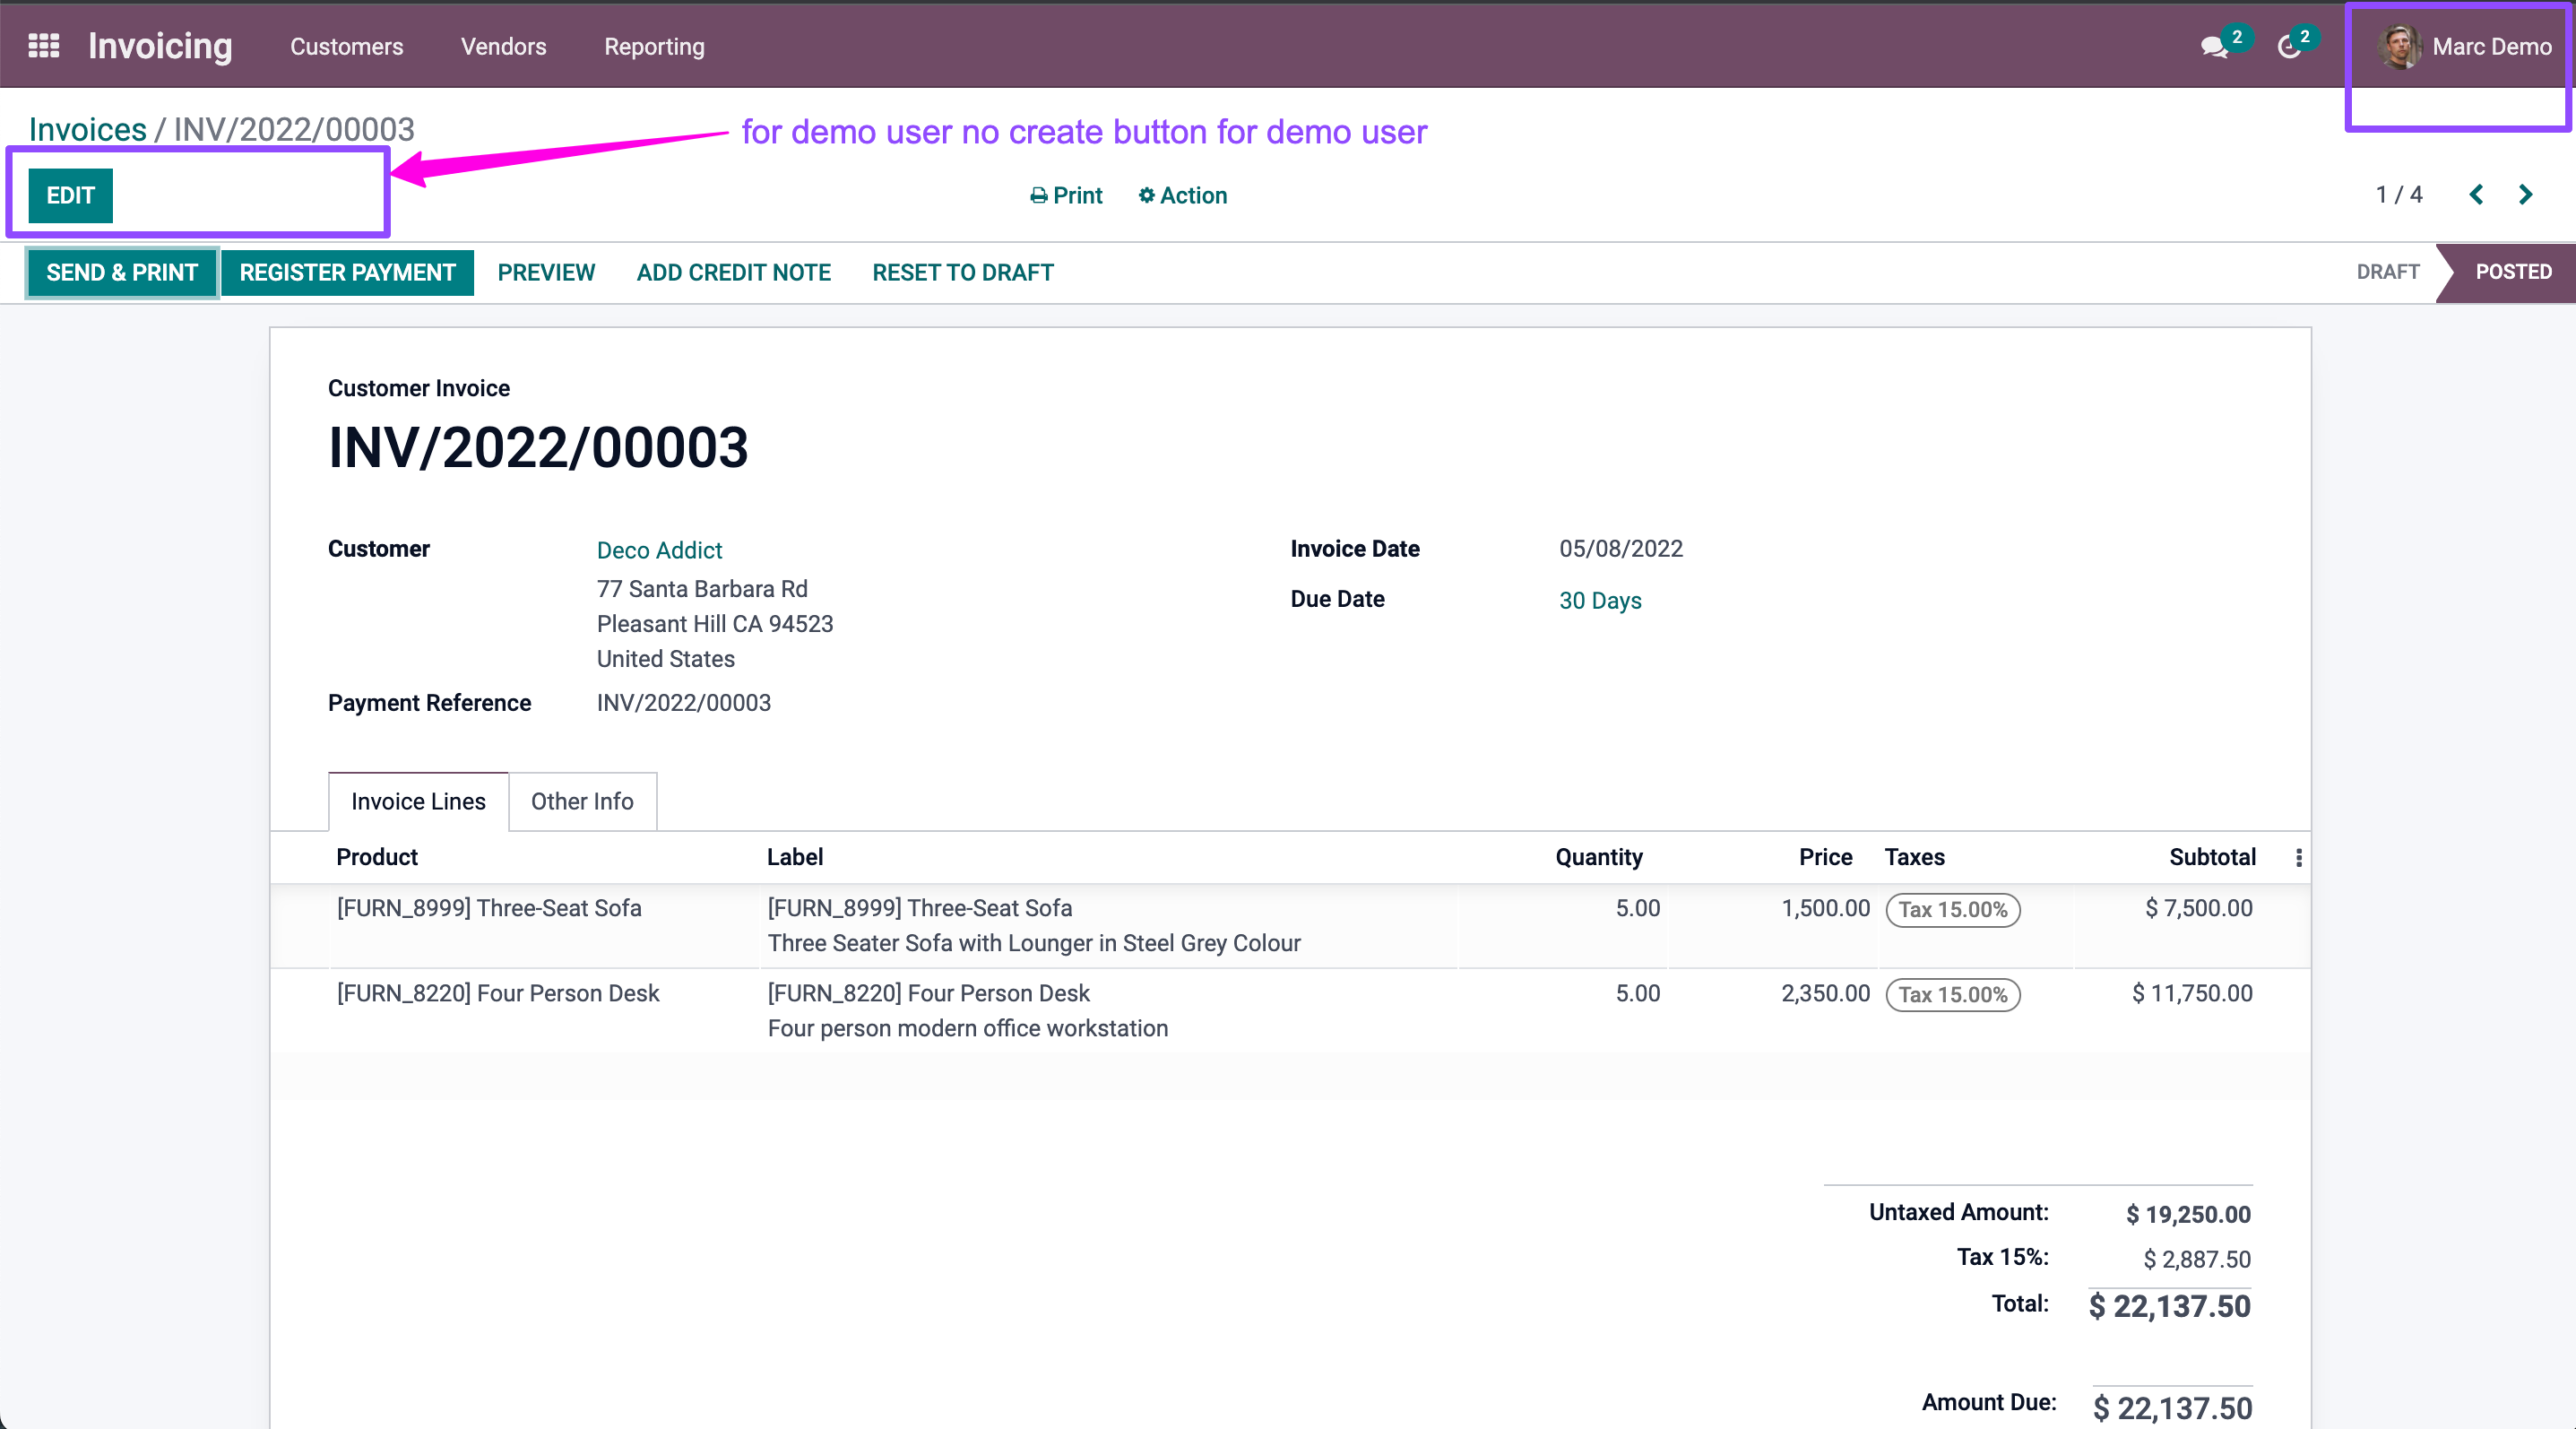 Invoicing Customers Vendors Reporting 2 2 Marc Demo
Invoices / INV/2022/00003
for demo user no create button for demo user
EDIT Print Action 1 / 4
SEND & PRINT REGISTER PAYMENT PREVIEW ADD CREDIT NOTE RESET TO DRAFT DRAFT POSTED
Customer Invoice
INV/2022/00003
Customer Deco Addict Invoice Date 05/08/2022
77 Santa Barbara Rd Due Date 30 Days
Pleasant Hill CA 94523
United States
Payment Reference INV/2022/00003
Invoice Lines Other Info
Product Label Quantity Price Taxes Subtotal
[FURN_8999] Three-Seat Sofa [FURN_8999] Three-Seat Sofa 5.00 1,500.00 Tax 15.00% $ 7,500.00
Three Seater Sofa with Lounger in Steel Grey Colour
[FURN_8220] Four Person Desk [FURN_8220] Four Person Desk 5.00 2,350.00 Tax 15.00% $ 11,750.00
Four person modern office workstation
Untaxed Amount: $ 19,250.00
Tax 15%: $ 2,887.50
Total: $ 22,137.50
Amount Due: $ 22,137.50